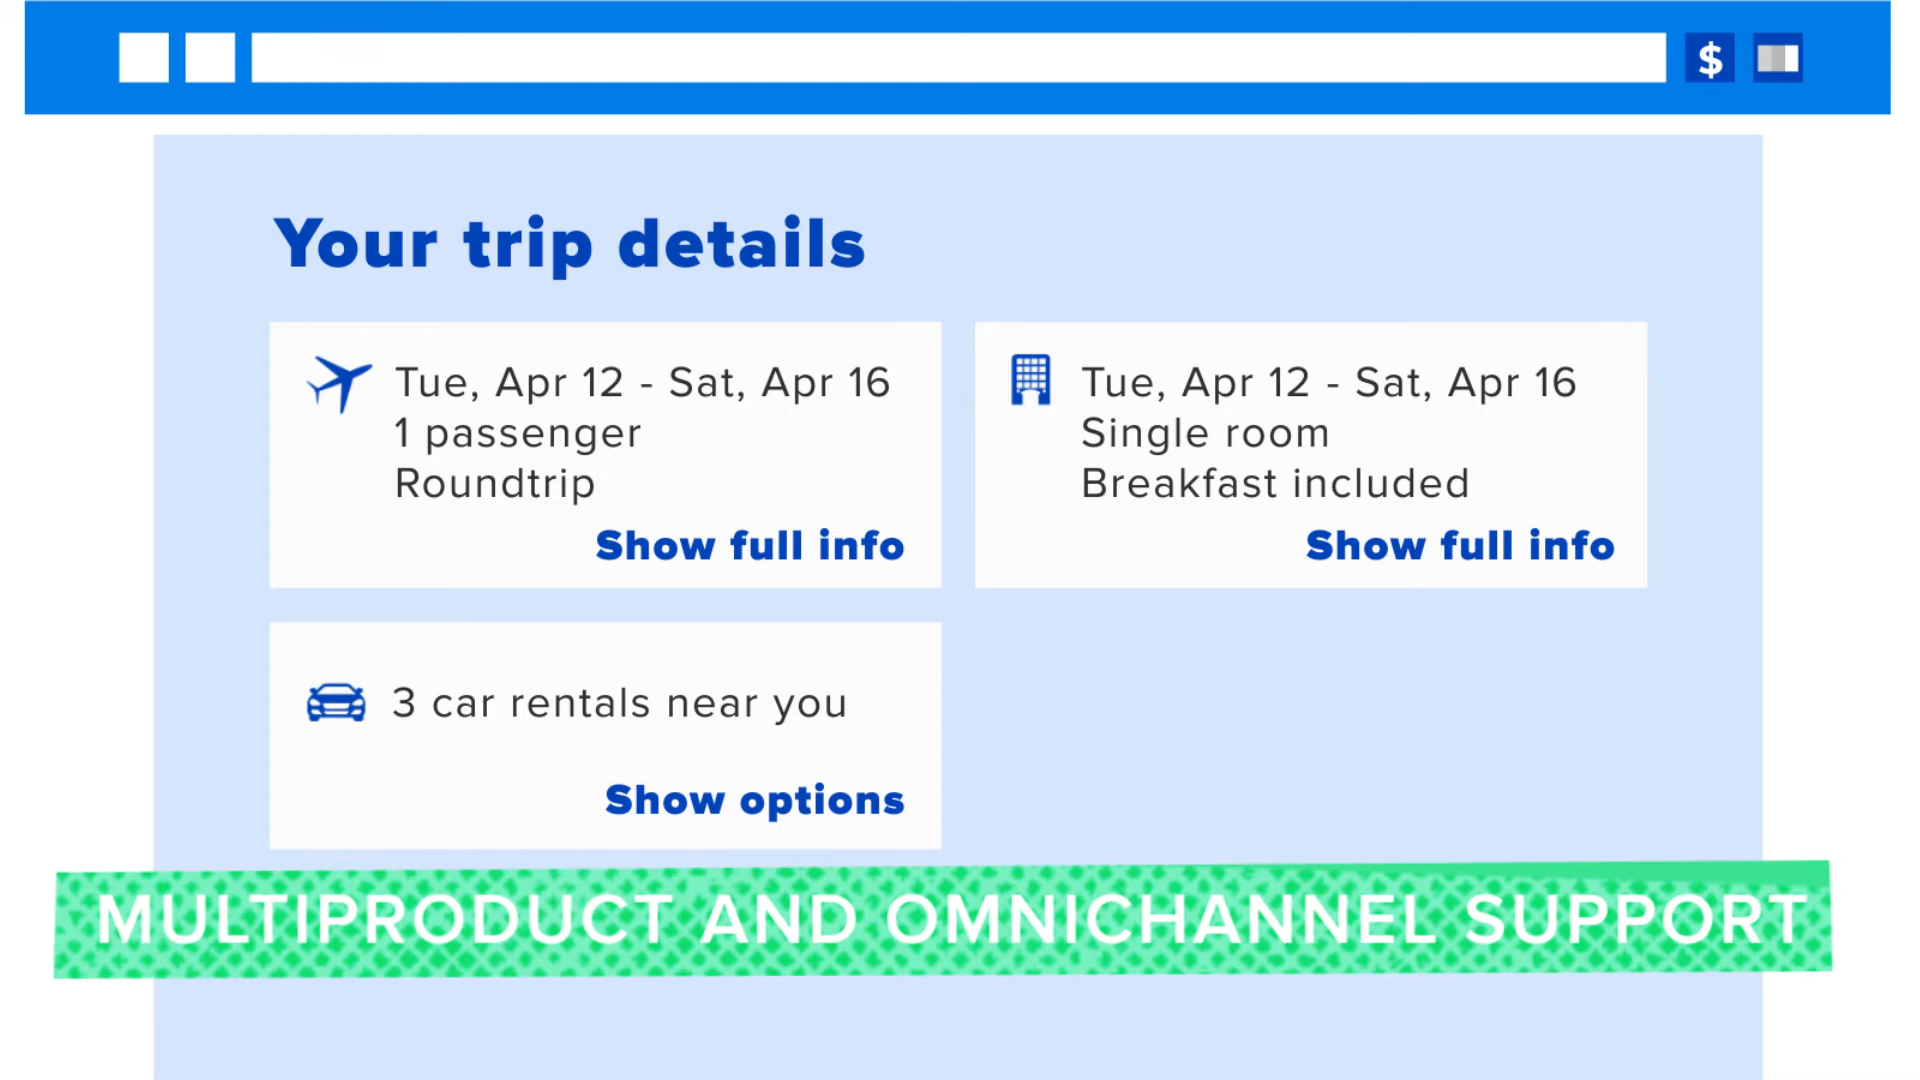 $
Your trip details
Tue, Apr 12 - Sat, Apr 16
1 passenger
Roundtrip
Show full info
Tue, Apr 12 - Sat, Apr 16
Single room
Breakfast included
Show full info
3 car rentals near you
Show options
MULTIPRODUCT AND OMNICHANNEL SUPPORT